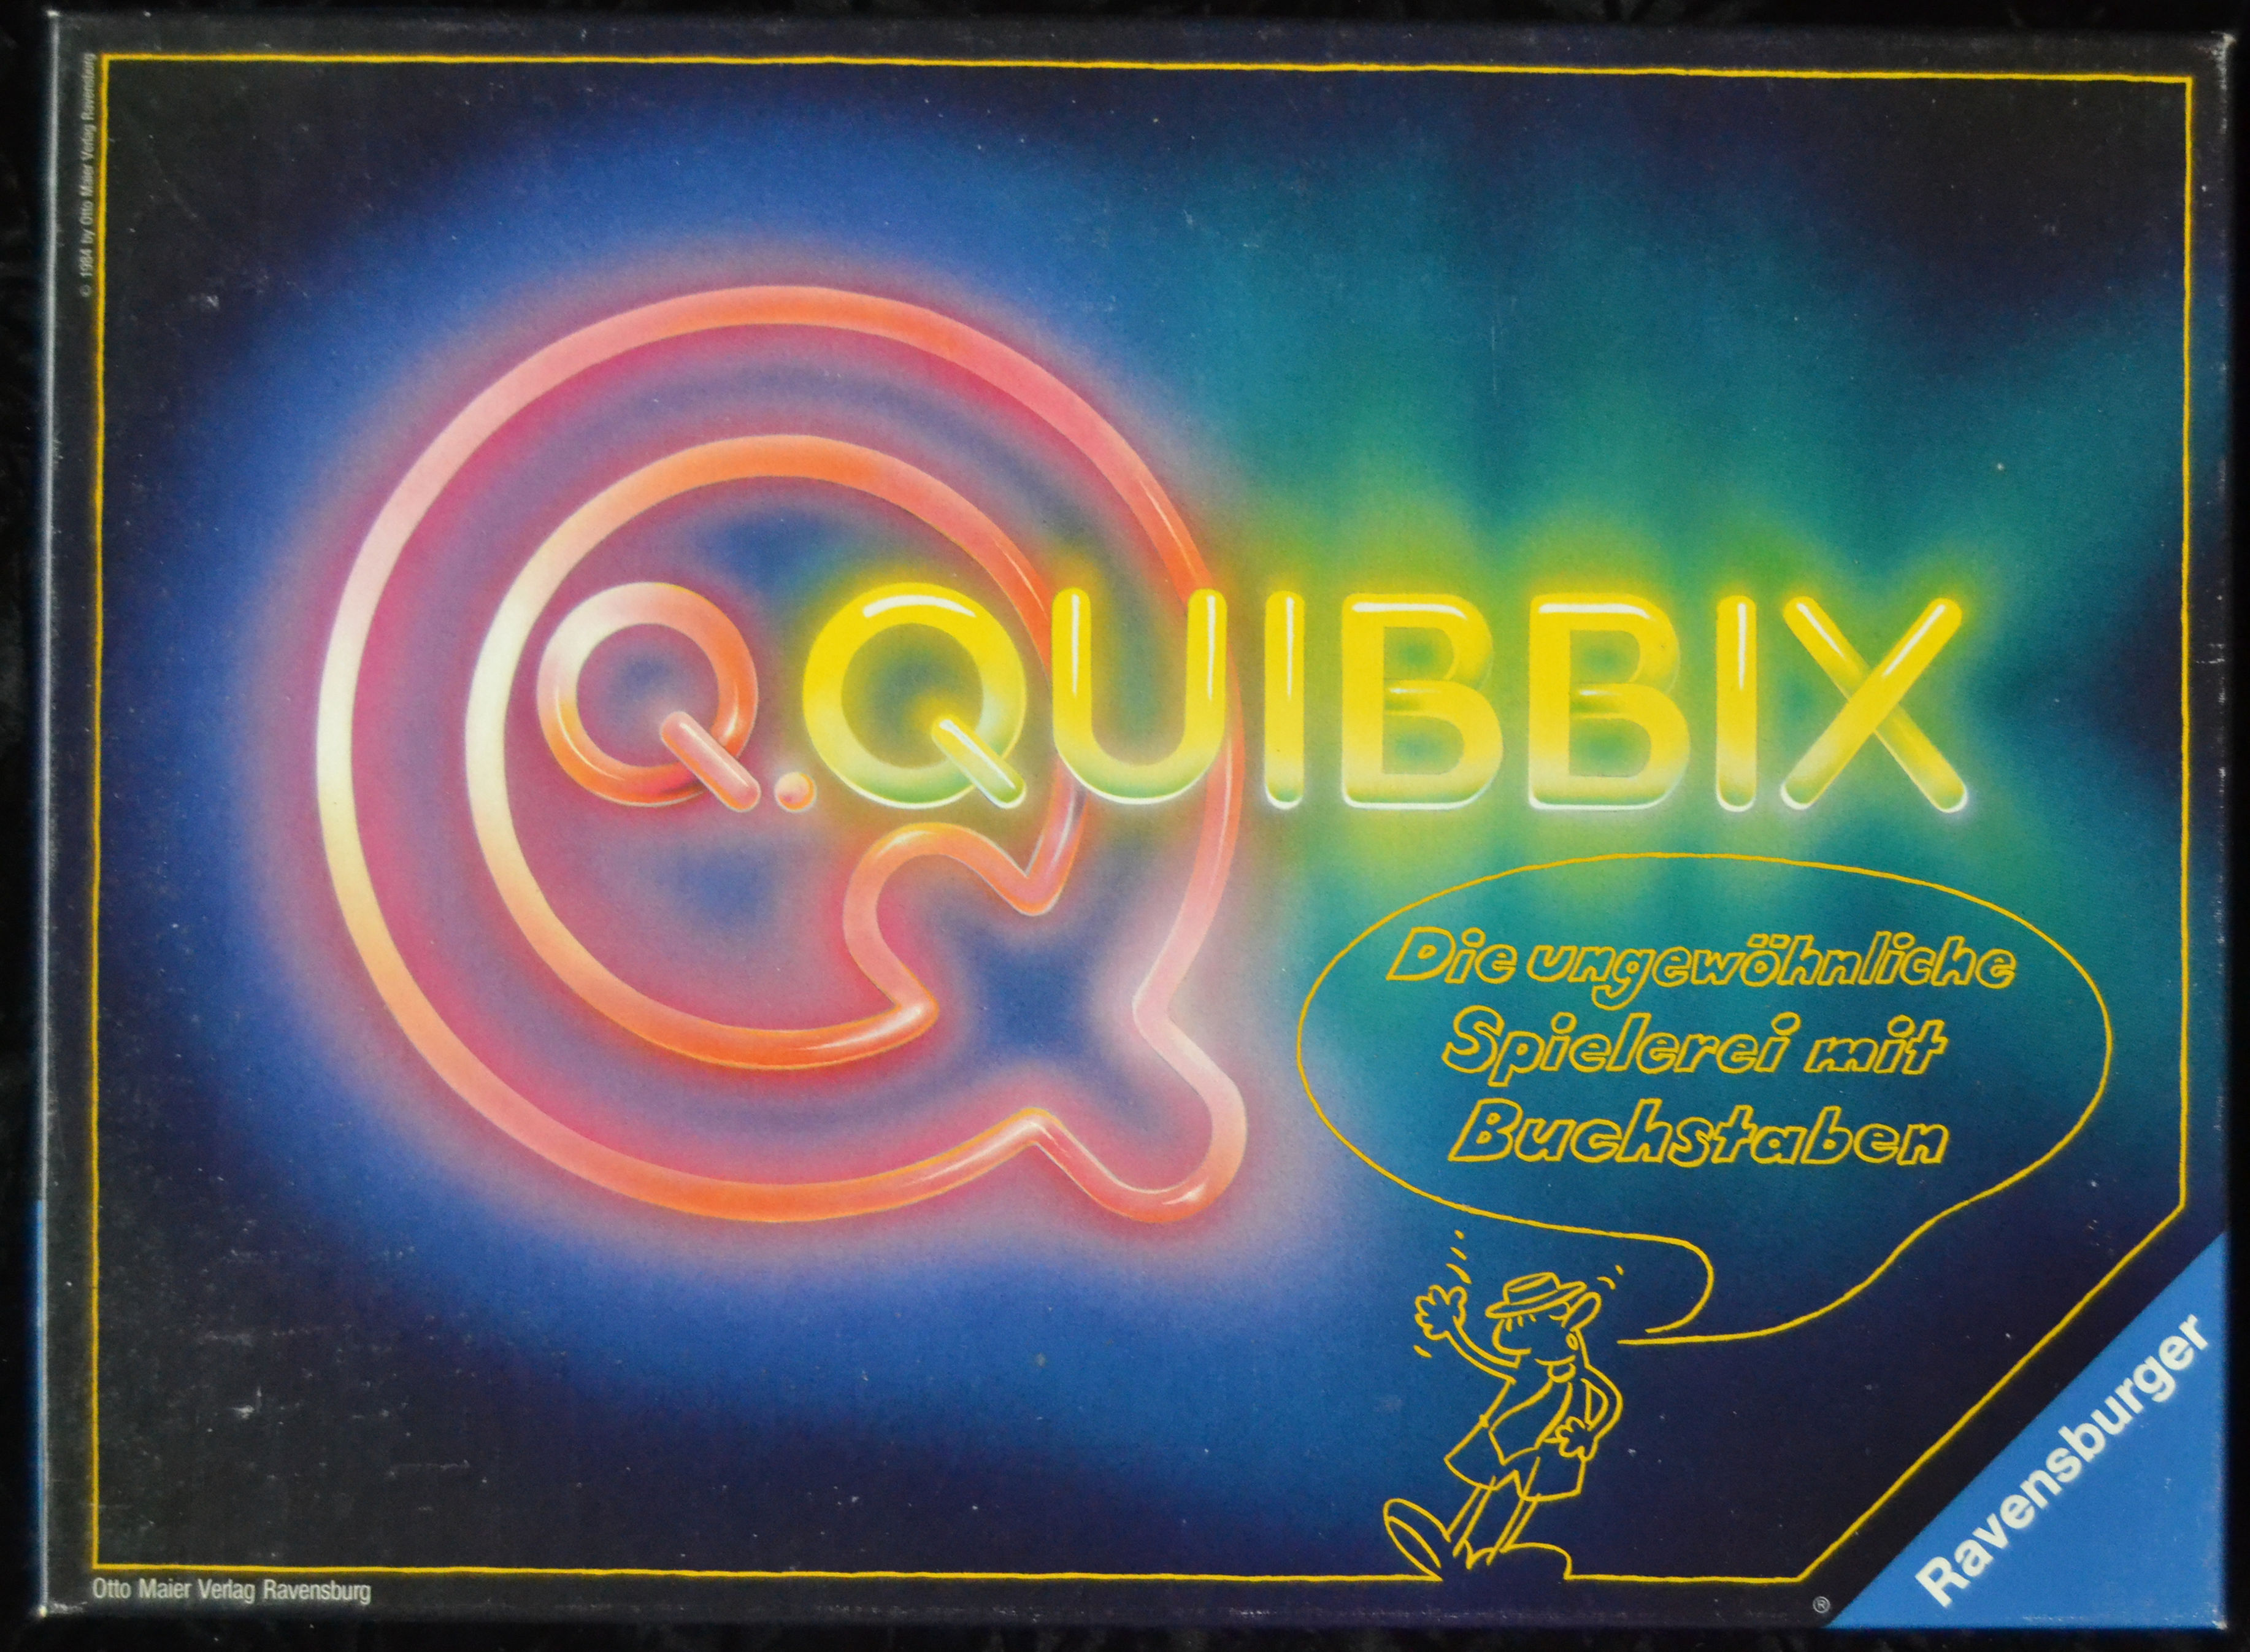 © 1984 by Otto Maier Verlag Ravensburg
Q. QUIBBIX
Die ungewöhnliche
Spielerei mit
Buchstaben
Ravensburger
Otto Maier Verlag Ravensburg
®